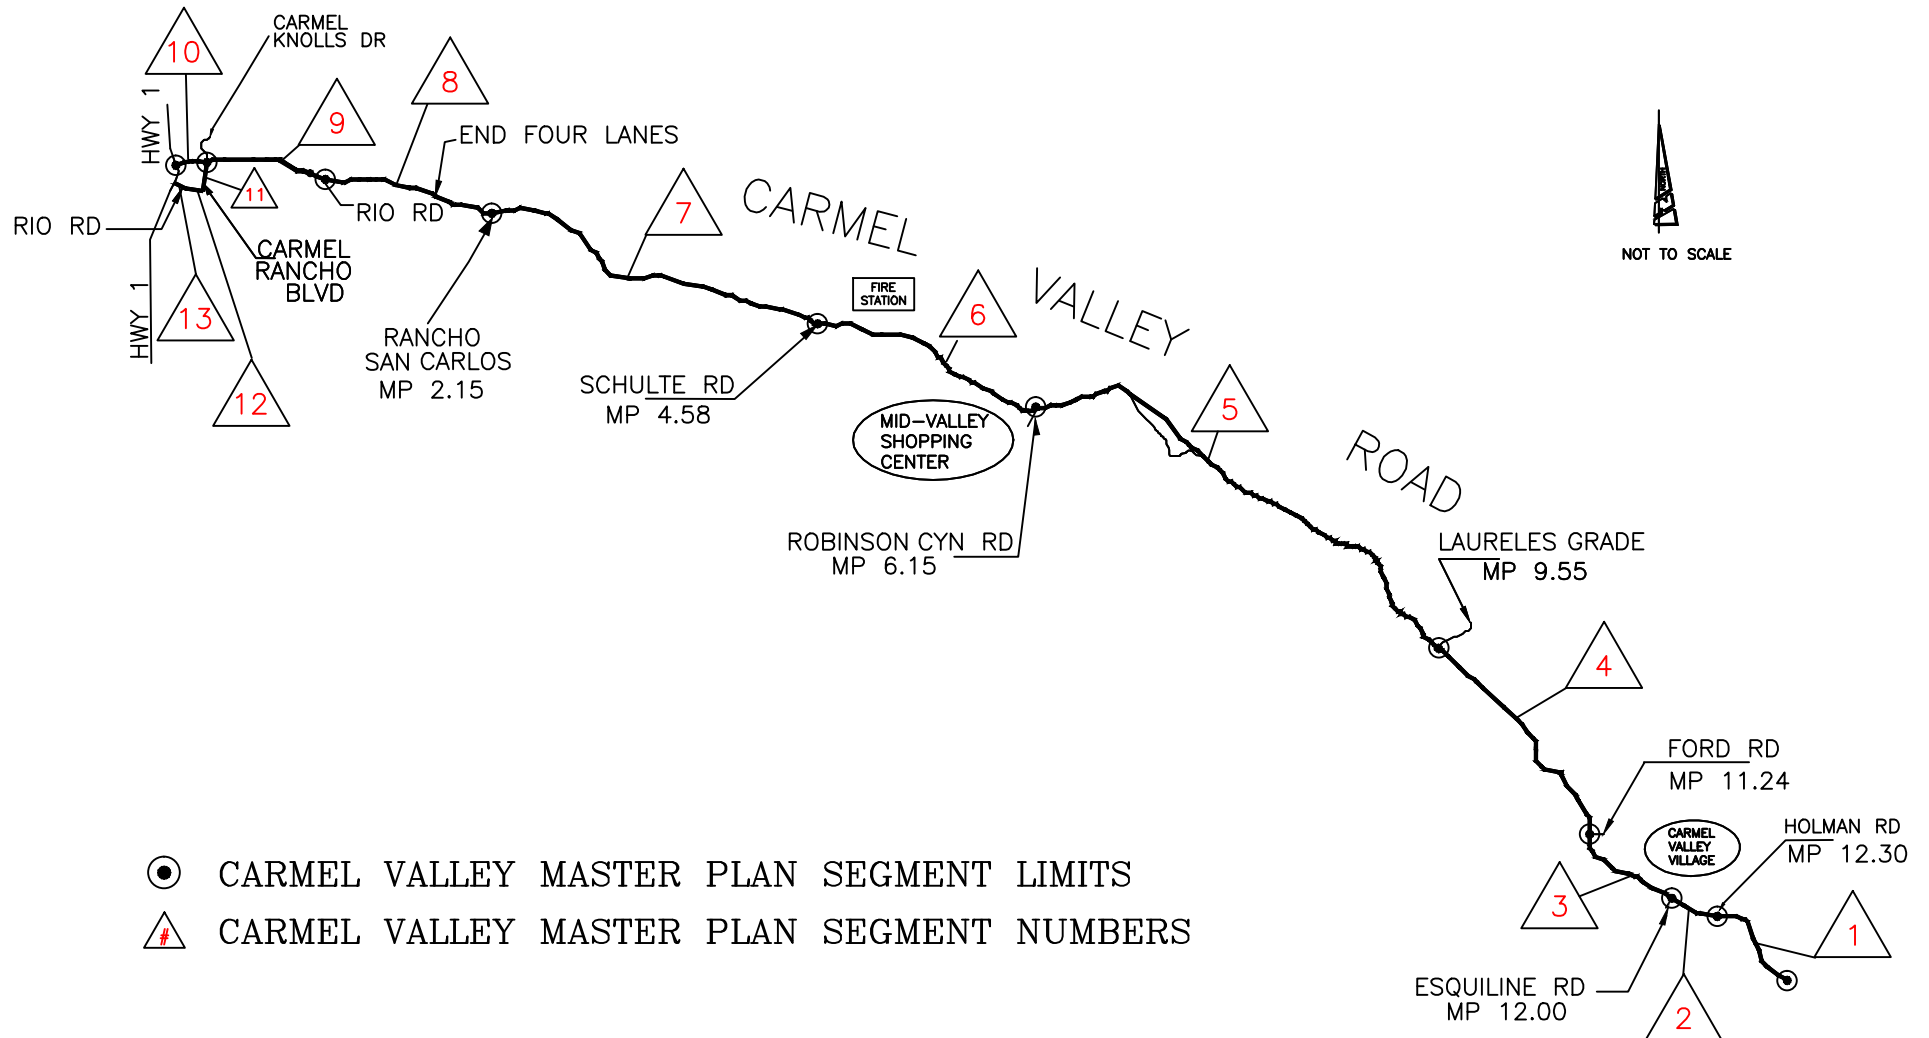 10
CARMEL
KNOLLS DR
8
HWY 1
9
END FOUR LANES
11
RIO RD
RIO RD
7
CARMEL
VALLEY
ROAD
NOT TO SCALE
CARMEL
RANCHO
BLVD
HWY 1
13
12
FIRE
STATION
6
RANCHO
SAN CARLOS
MP 2.15
SCHULTE RD
MP 4.58
MID-VALLEY
SHOPPING
CENTER
5
ROBINSON CYN RD
MP 6.15
LAURELES GRADE
MP 9.55
4
FORD RD
MP 11.24
CARMEL
VALLEY
VILLAGE
HOLMAN RD
MP 12.30
3
1
ESQUILINE RD
MP 12.00
2
CARMEL VALLEY MASTER PLAN SEGMENT LIMITS
# CARMEL VALLEY MASTER PLAN SEGMENT NUMBERS